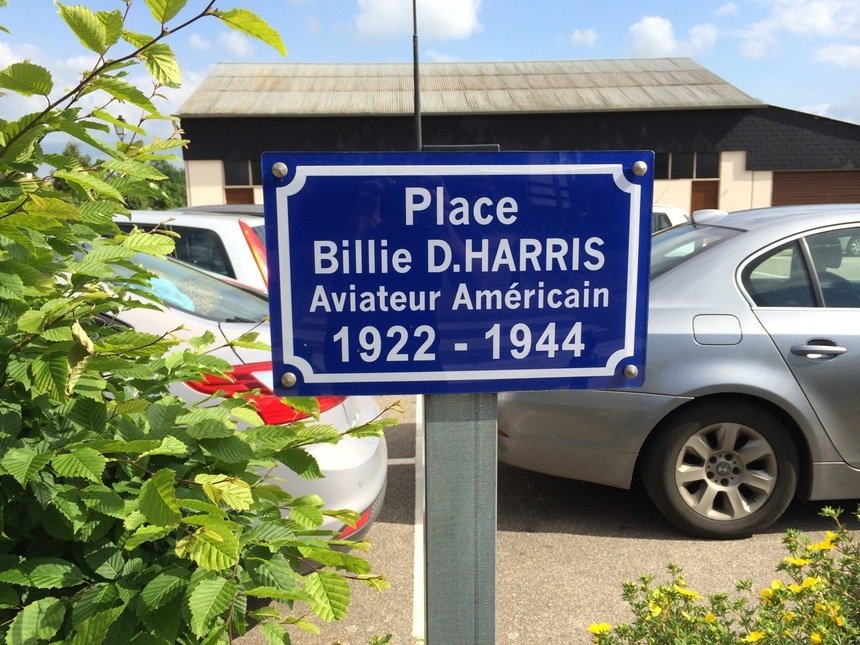 Place
Billie D.HARRIS
Aviateur Américain
1922 - 1944